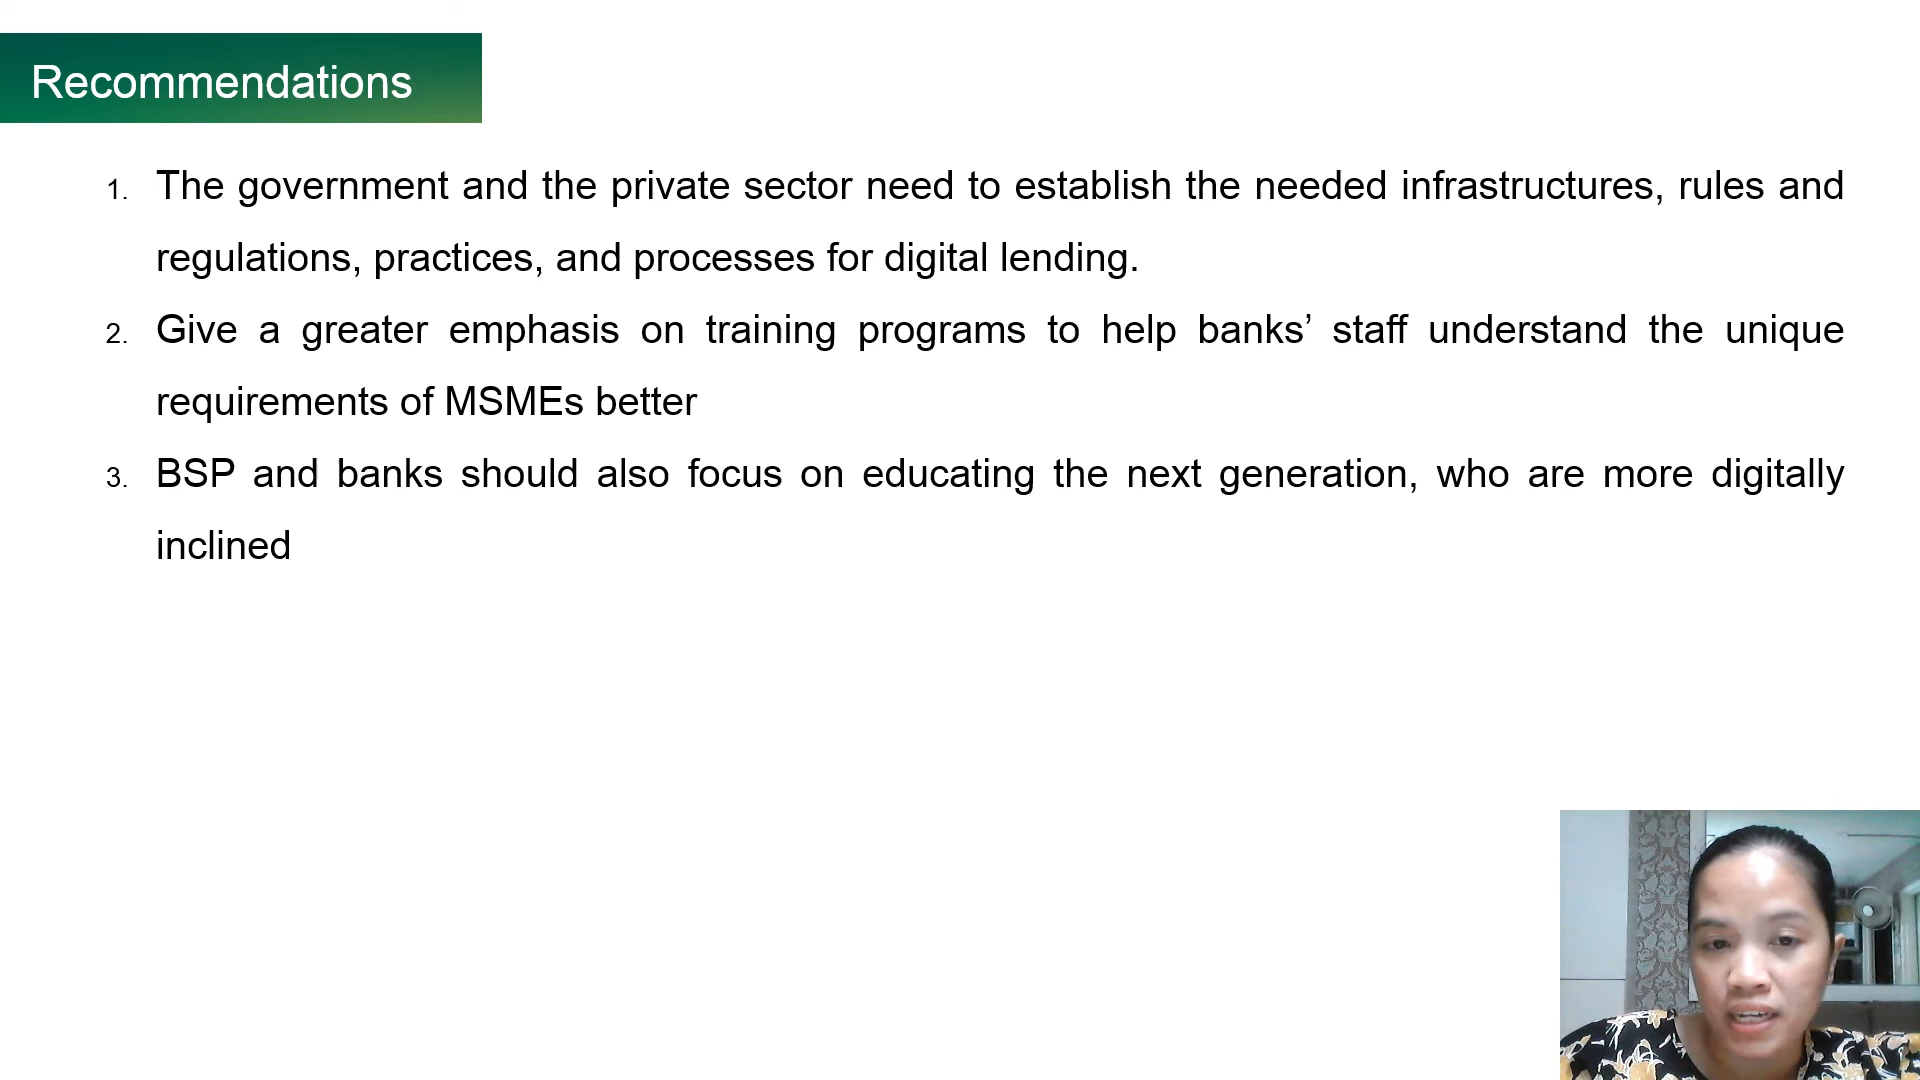 Recommendations
1. The government and the private sector need to establish the needed infrastructures, rules and
regulations, practices, and processes for digital lending.
2. Give a greater emphasis on training programs to help banks’ staff understand the unique
requirements of MSMEs better
3. BSP and banks should also focus on educating the next generation, who are more digitally
inclined